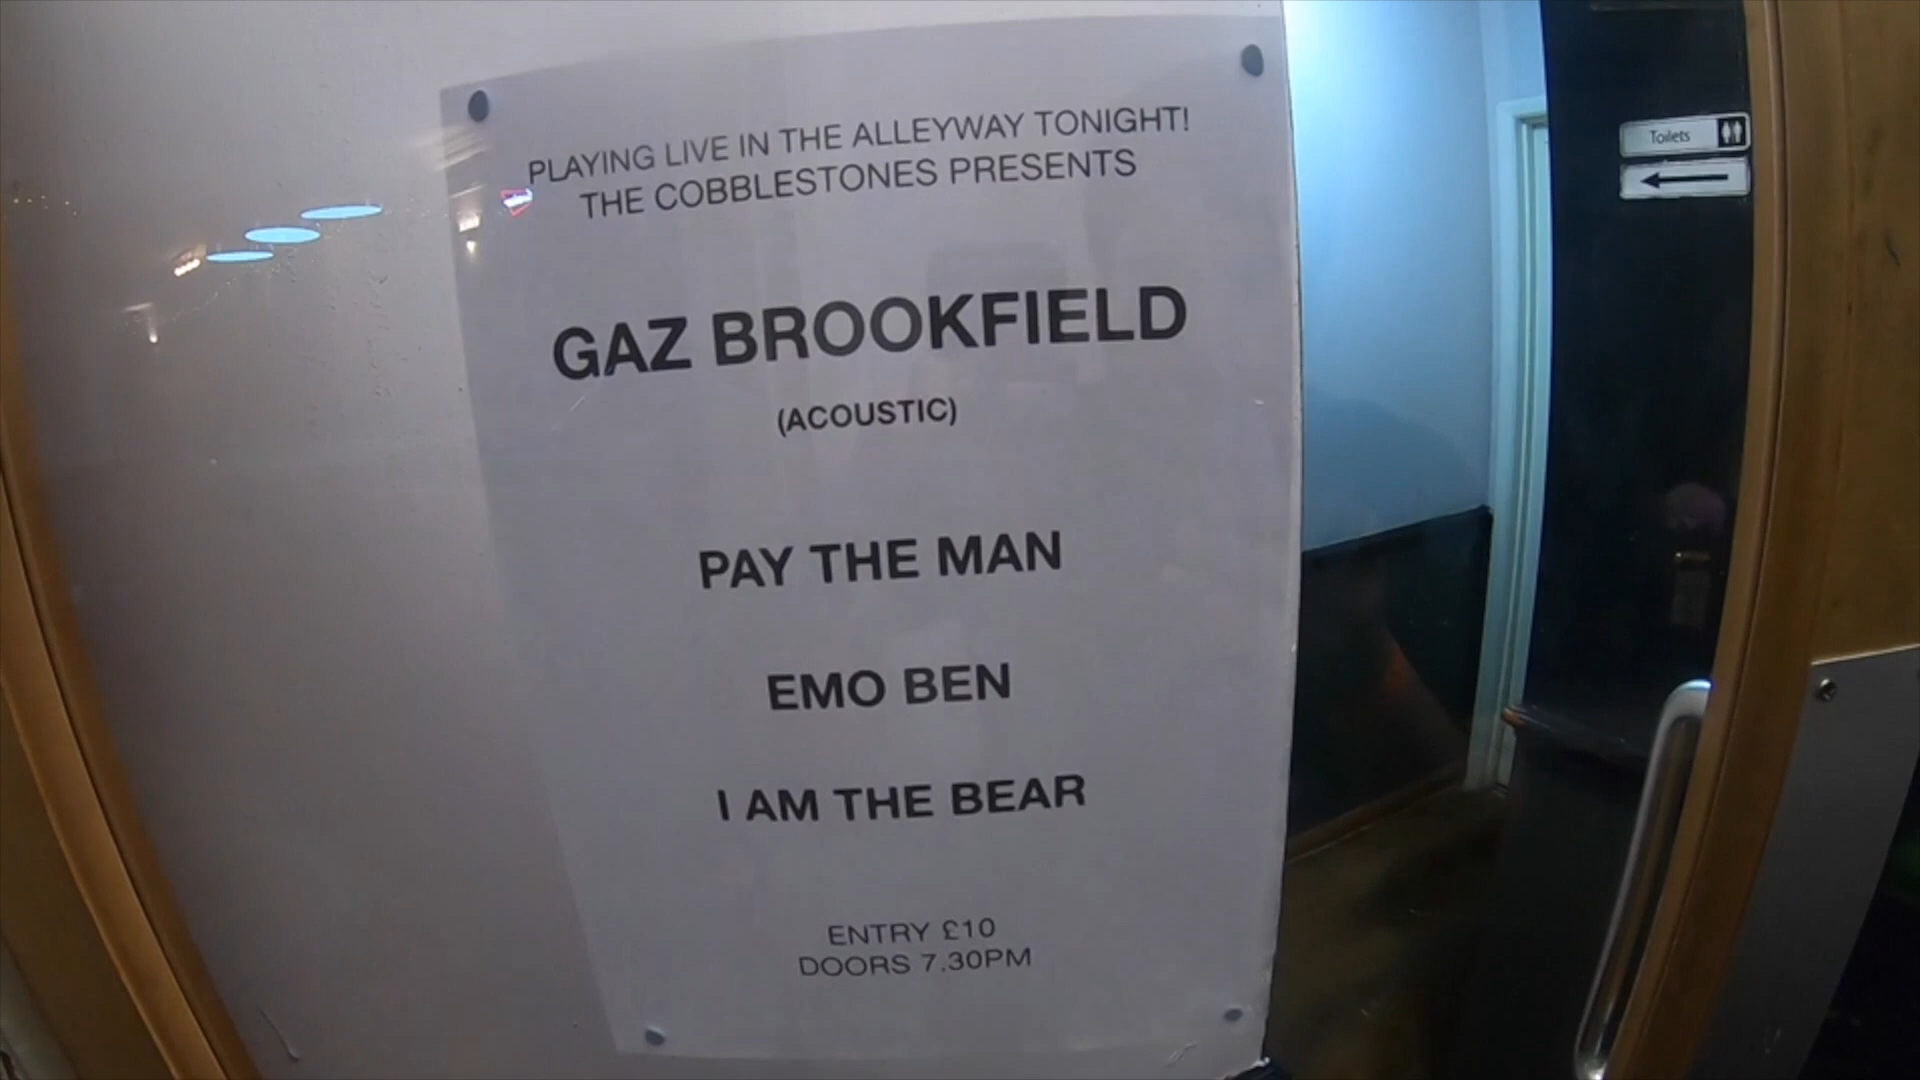 PLAYING LIVE IN THE ALLEYWAY TONIGHT!
THE COBBLESTONES PRESENTS
GAZ BROOKFIELD
(ACOUSTIC)
PAY THE MAN
EMO BEN
I AM THE BEAR
ENTRY £10
DOORS 7.30PM
Toilets